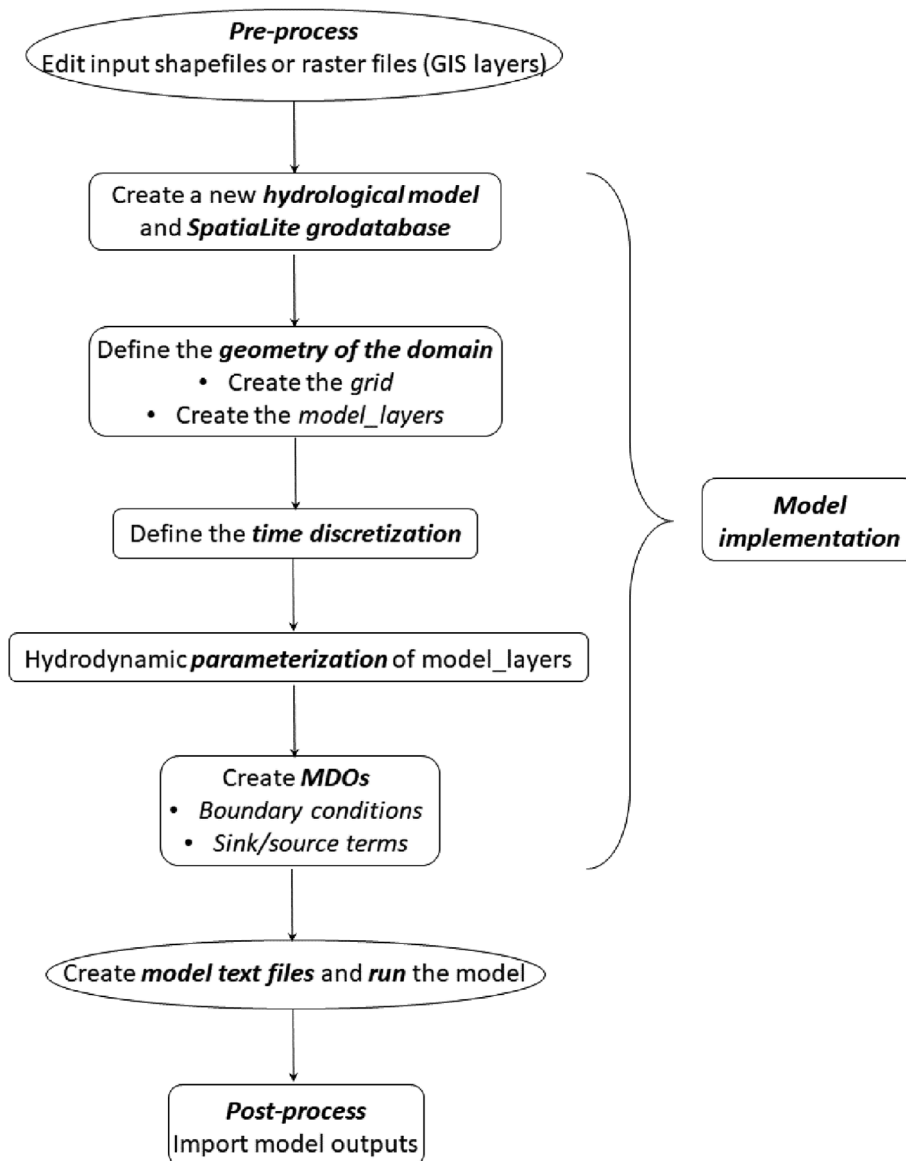 Pre-process
Edit input shapefiles or raster files (GIS layers)
Create a new hydrological model
and SpatiaLite grodatabase
Define the geometry of the domain
• Create the grid
• Create the model_layers
Define the time discretization
Model
implementation
Hydrodynamic parameterization of model_layers
Create MDOs
• Boundary conditions
• Sink/source terms
Create model text files and run the model
Post-process
Import model outputs